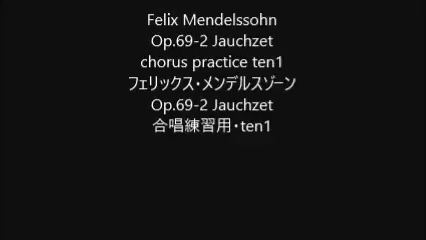 Felix Mendelssohn
Op.69-2 Jauchzet
chorus practice ten1
フェリックス・メンデルスゾーン
Op.69-2 Jauchzet
合唱練習用・ten1